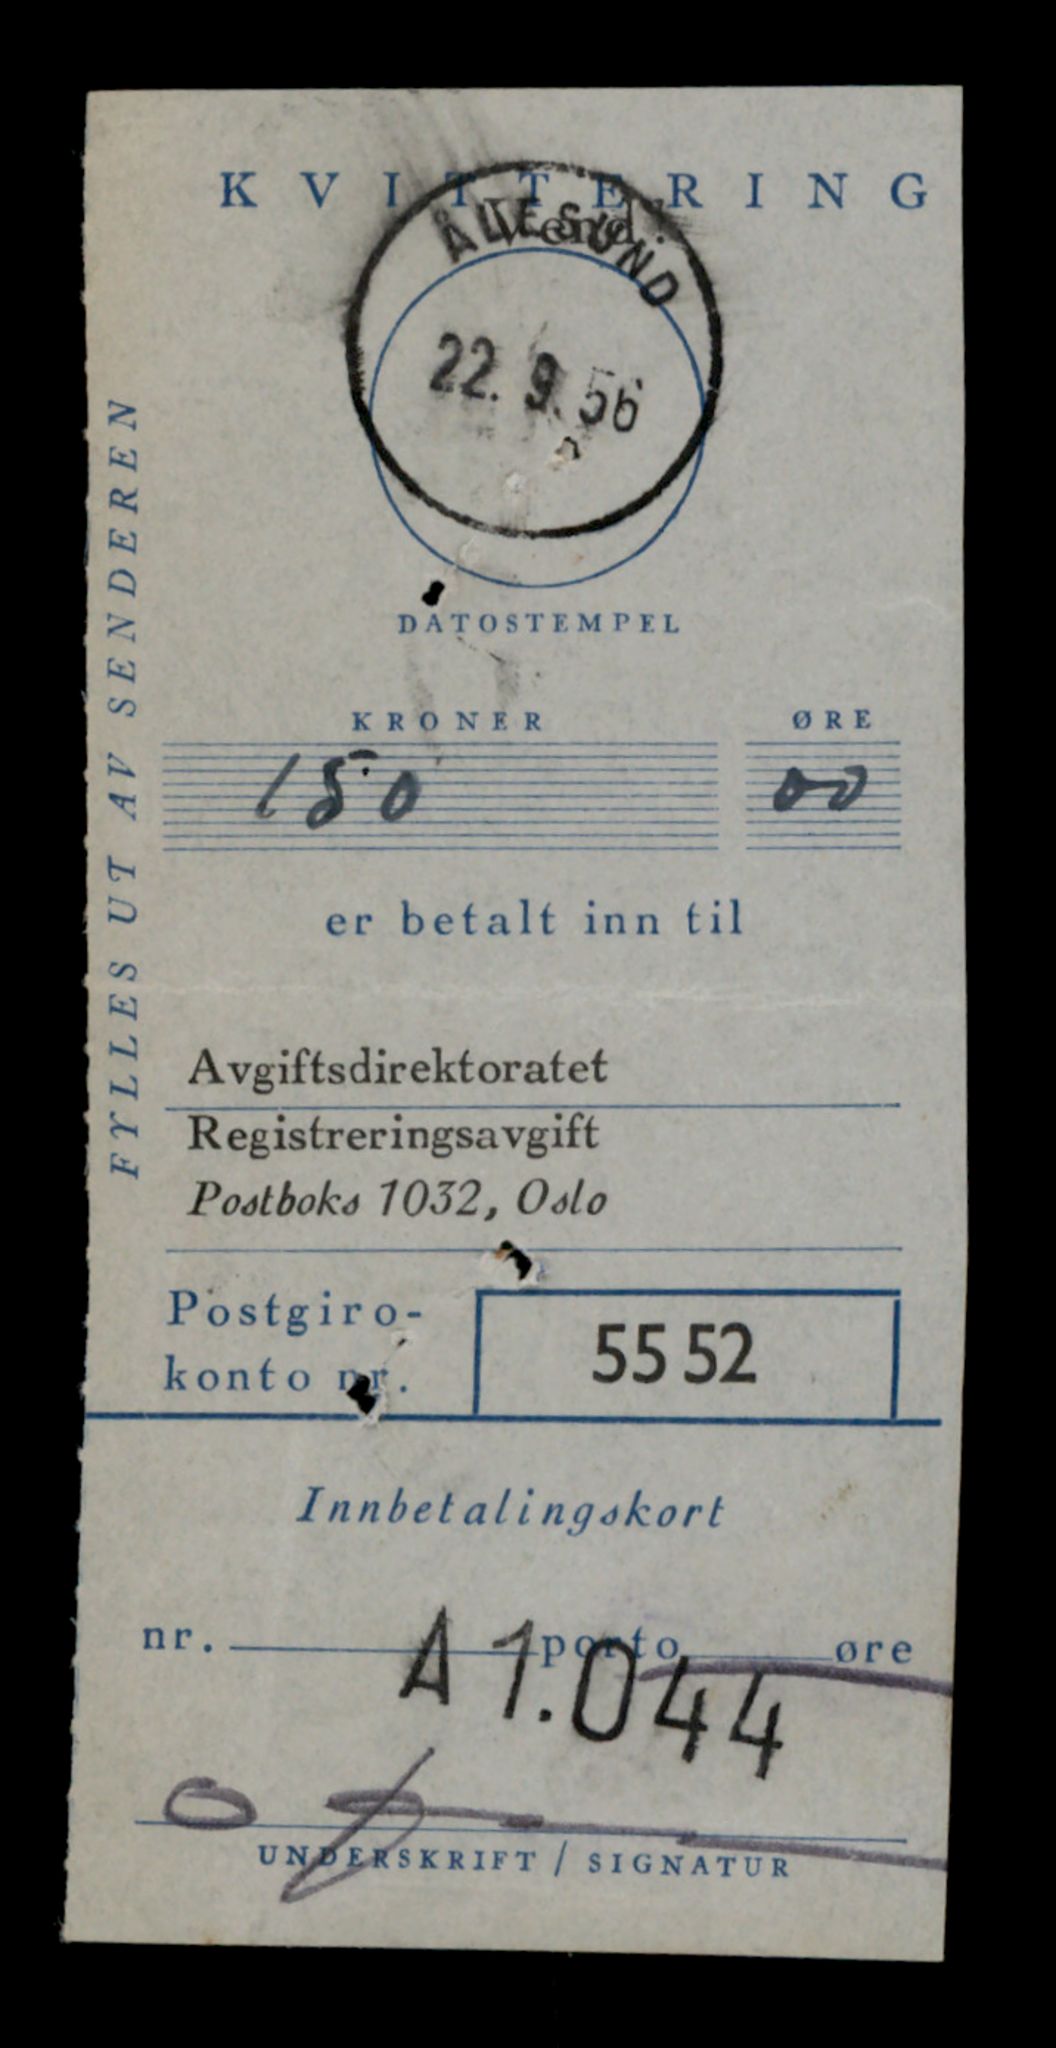 KVITTERING
Vend.
ÅLESUND
22. 9. 56
DATOSTEMPEL
KRONER ØRE
150 00
er betalt inn til
Avgiftsdirektoratet
Registreringsavgift
Postboks 1032, Oslo
Postgiro-
konto nr. 55 52
Innbetalingskort
nr. porto øre
A 1.044
UNDERSKRIFT / SIGNATUR
FYLLES UT AV SENDEREN